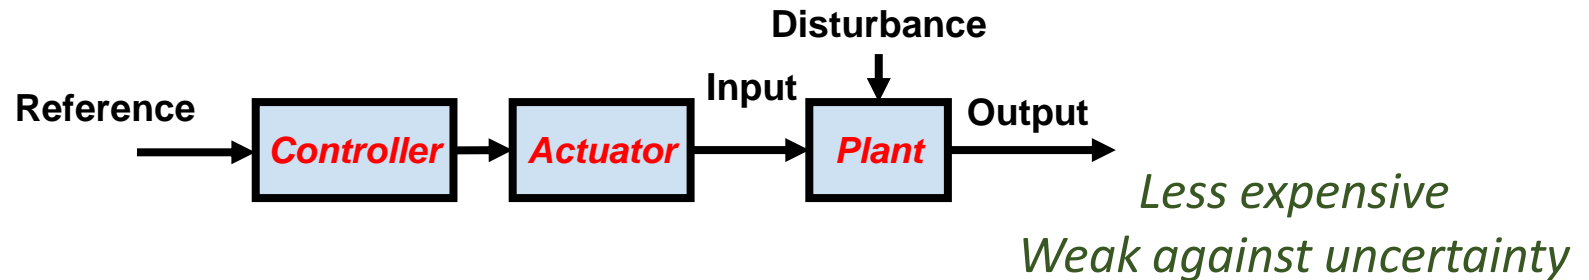 Disturbance
Reference
Input
Output
Controller
Actuator
Plant
Less expensive
Weak against uncertainty